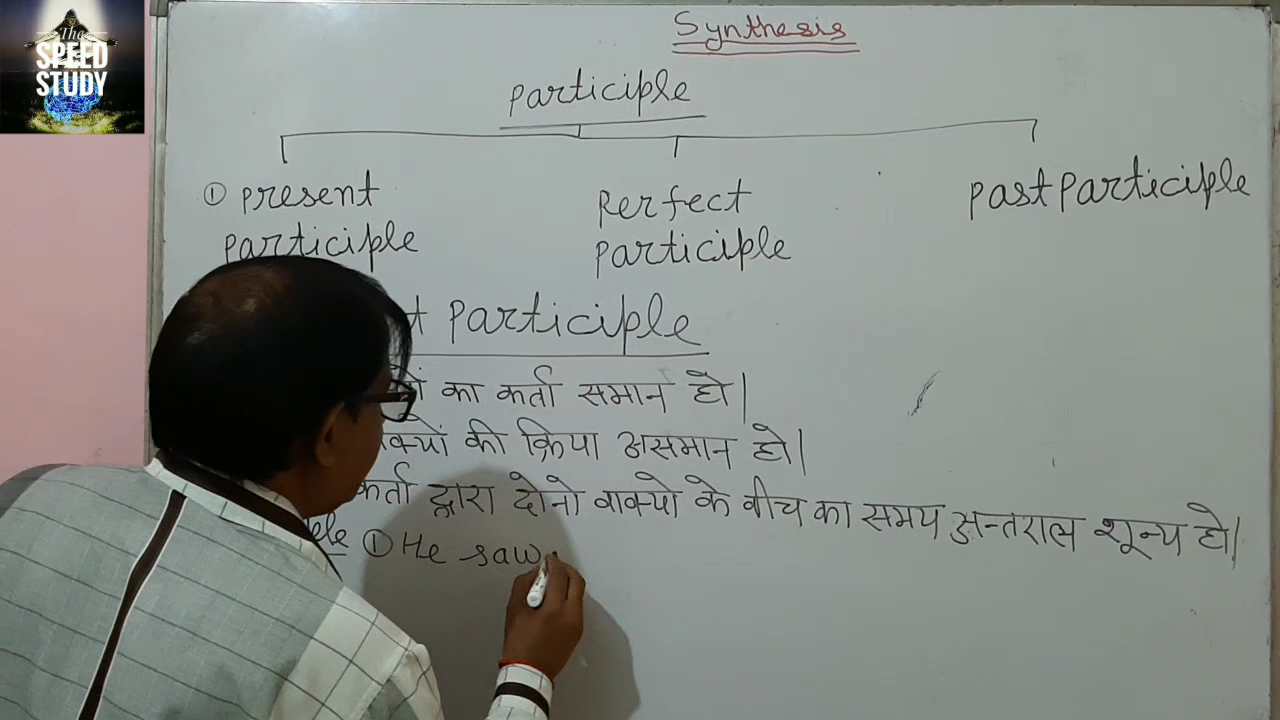 The
SPEED
STUDY
Synthesis
participle
① present
participle
Perfect
participle
Past Participle
Participle
का कर्ता समान हो|
की क्रिया असमान हो|
कर्ता द्वारा दोनो वाक्यो के बीच का समय अन्तराल शून्य हो|
① He saw